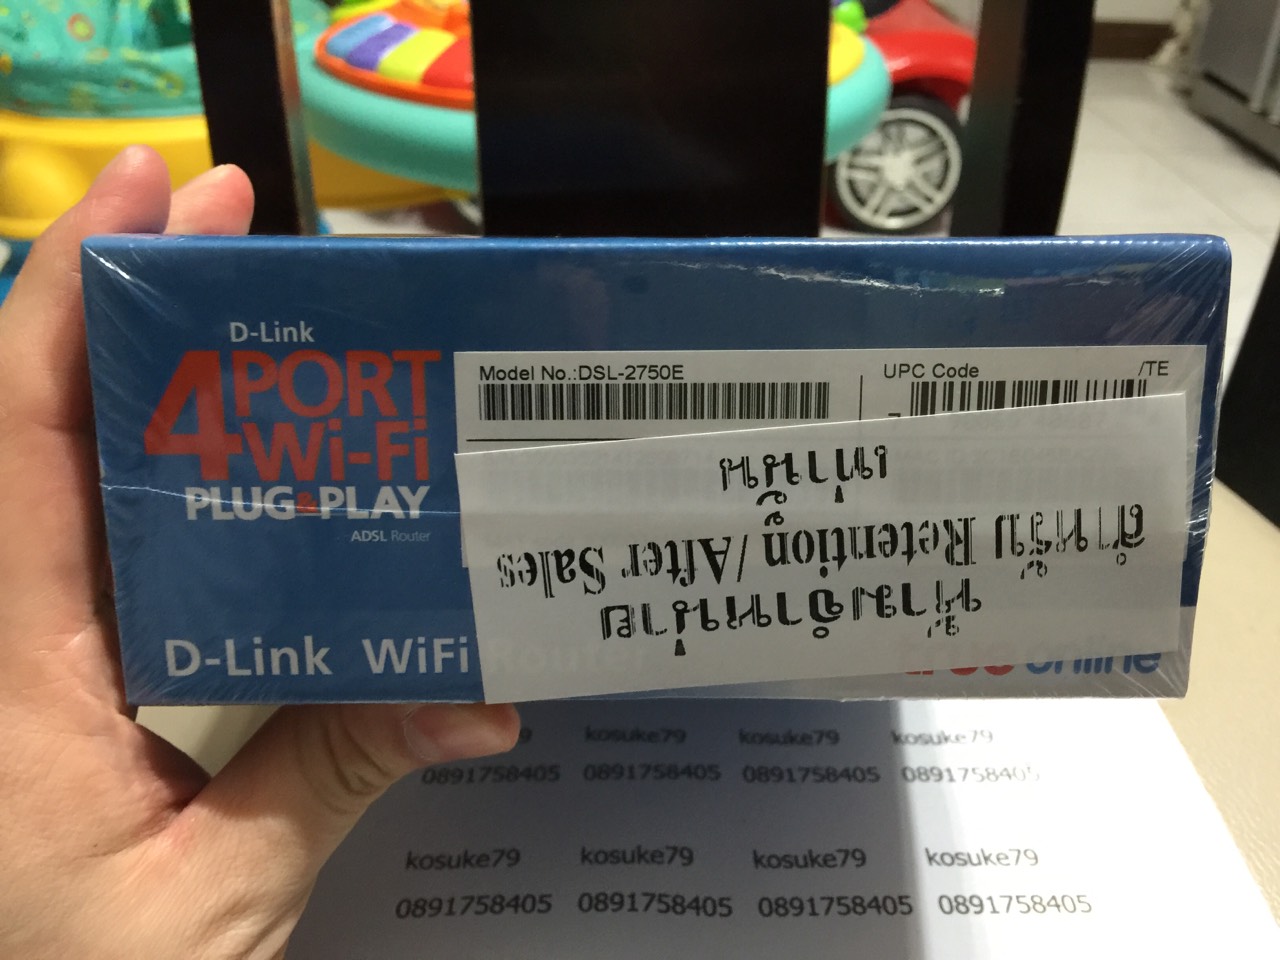 D-Link
4PORT
Wi-Fi
PLUG&PLAY
ADSL Router
Model No.:DSL-2750E
UPC Code
/TE
ห้ามจำหน่าย
สำหรับ Retention/After Sales
เท่านั้น
D-Link WiFi Router
online
kosuke79 kosuke79 kosuke79
0891758405 0891758405 0891758405 0891758405
kosuke79 kosuke79 kosuke79 kosuke79
0891758405 0891758405 0891758405 0891758405